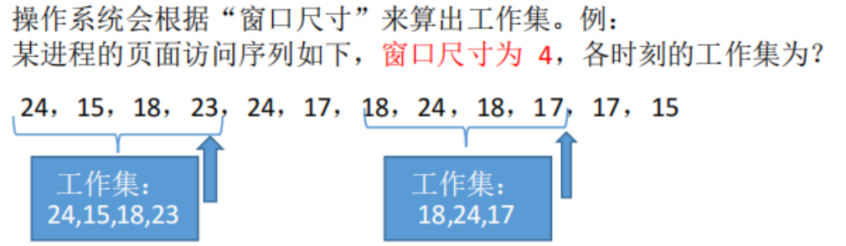 操作系统会根据“窗口尺寸”来算出工作集。例：
某进程的页面访问序列如下，窗口尺寸为 4，各时刻的工作集为？
24，15，18，23，24，17，18，24，18，17，17，15
工作集：
24,15,18,23
工作集：
18,24,17